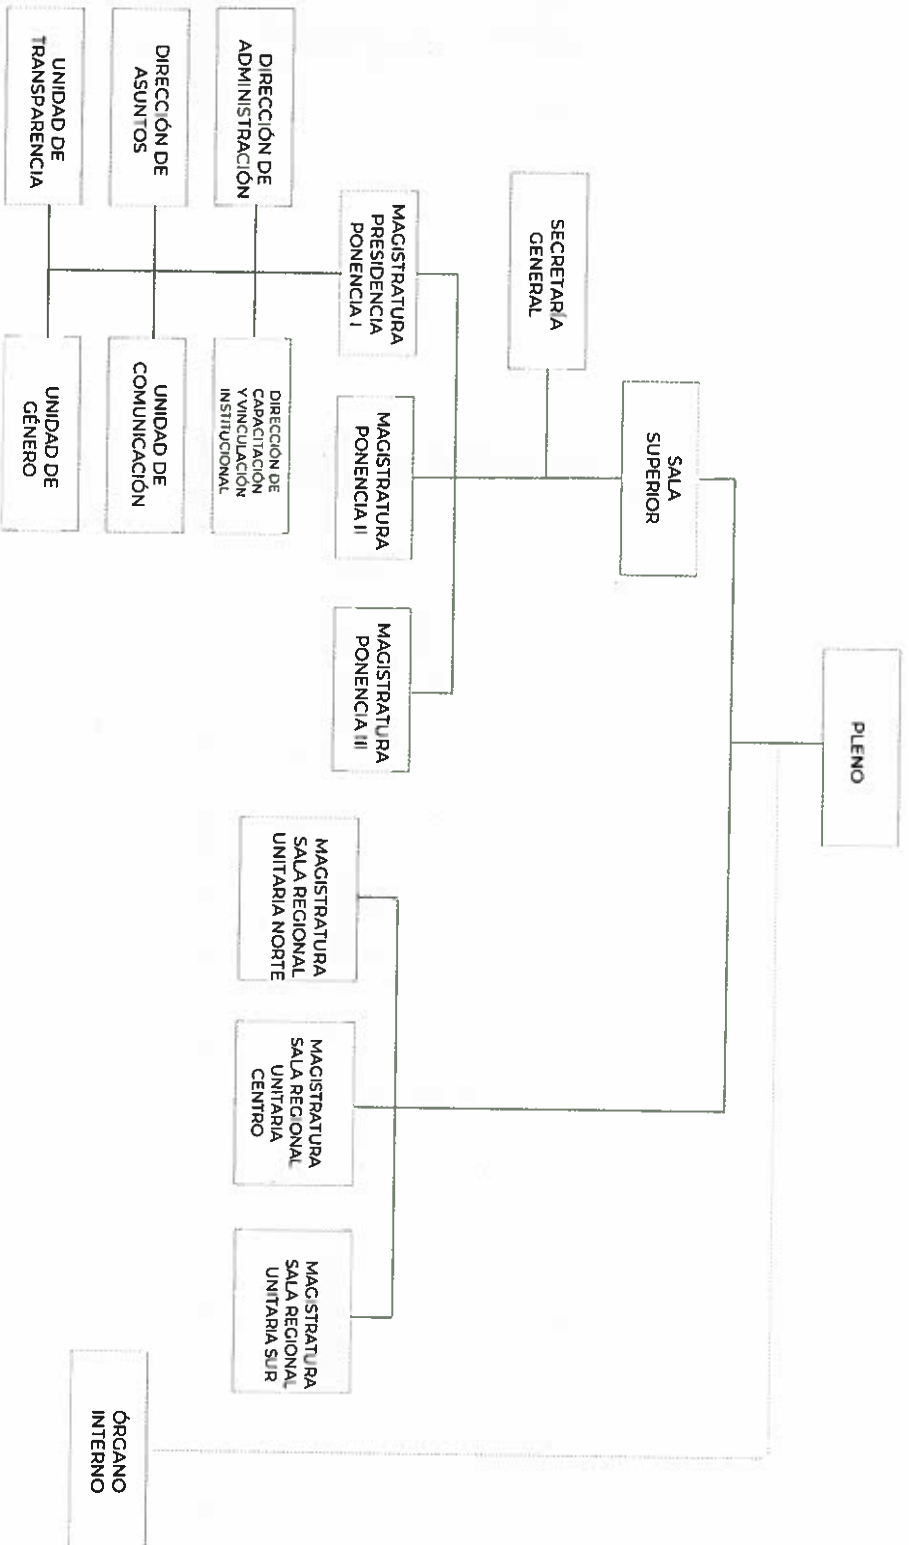 PLENO
SALA
SUPERIOR
SECRETARÍA
GENERAL
MAGISTRATURA
PRESIDENCIA
PONENCIA I
MAGISTRATURA
PONENCIA II
MAGISTRATURA
PONENCIA III
MAGISTRATURA
SALA REGIONAL
UNITARIA NORTE
MAGISTRATURA
SALA REGIONAL
UNITARIA
CENTRO
MAGISTRATURA
SALA REGIONAL
UNITARIA SUR
DIRECCIÓN DE
ADMINISTRACIÓN
DIRECCIÓN DE
CAPACITACIÓN
Y VINCULACIÓN
INSTITUCIONAL
DIRECCIÓN DE
ASUNTOS
UNIDAD DE
COMUNICACIÓN
UNIDAD DE
TRANSPARENCIA
UNIDAD DE
GÉNERO
ÓRGANO
INTERNO